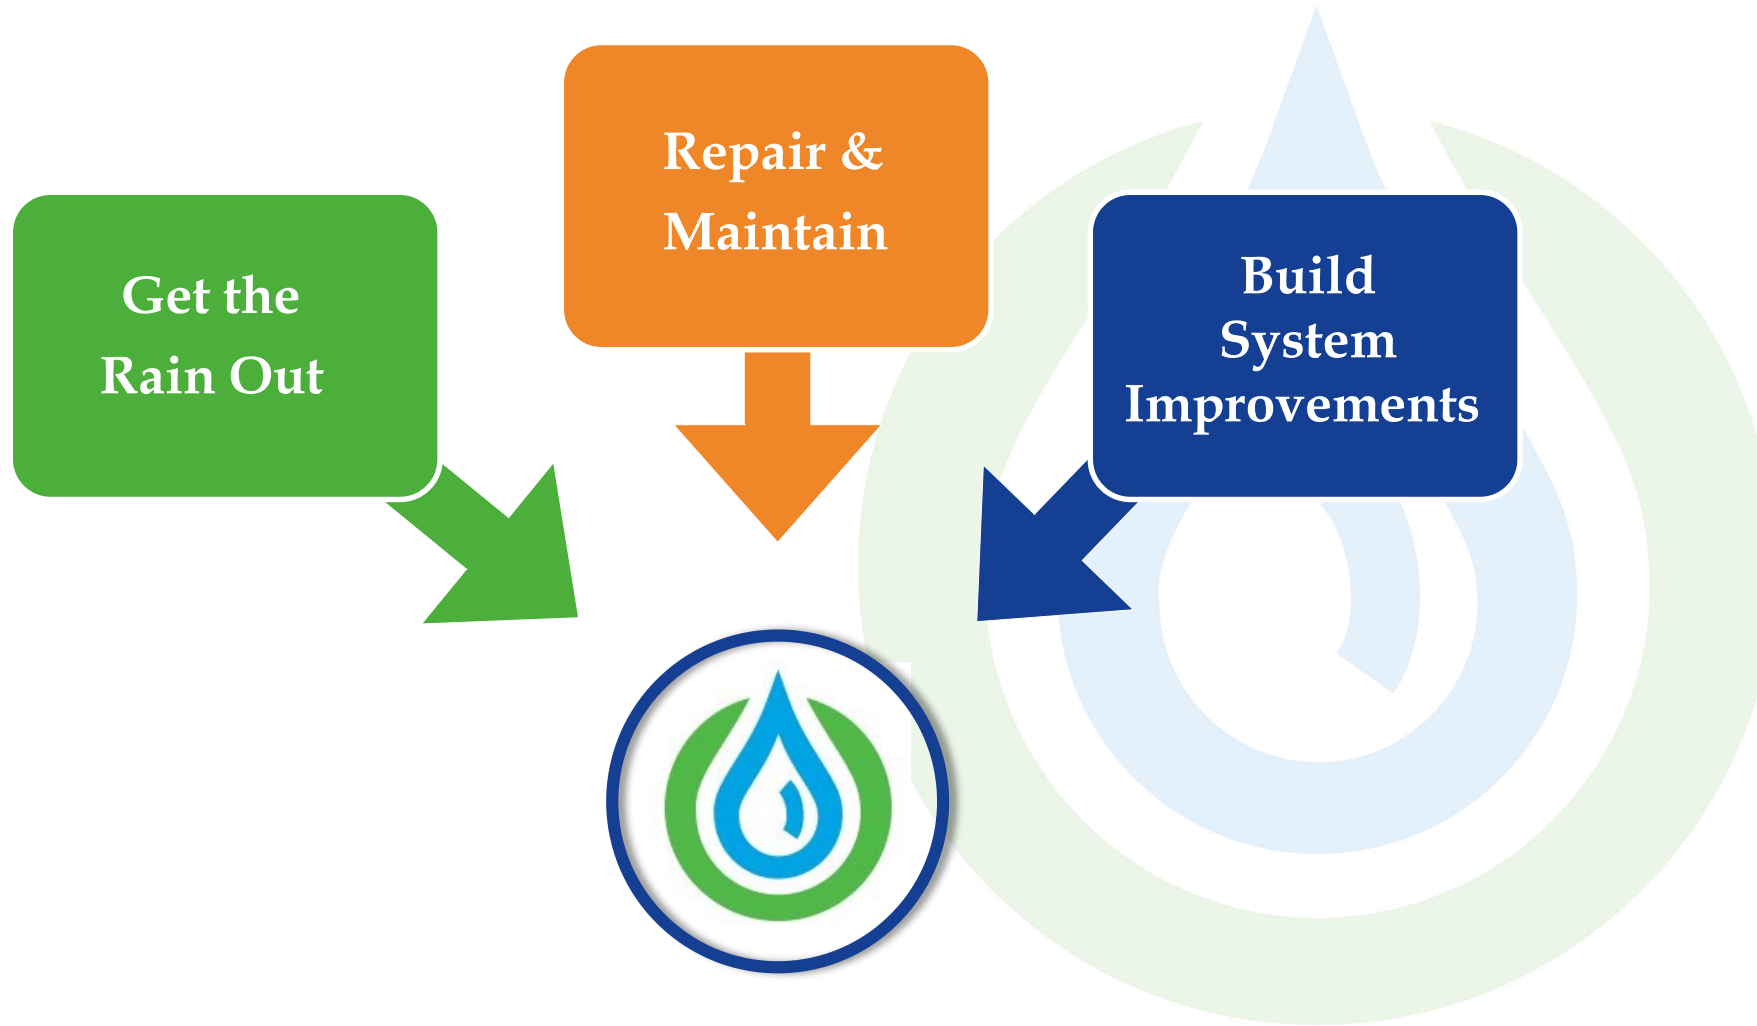 Get the
Rain Out
Repair &
Maintain
Build
System
Improvements